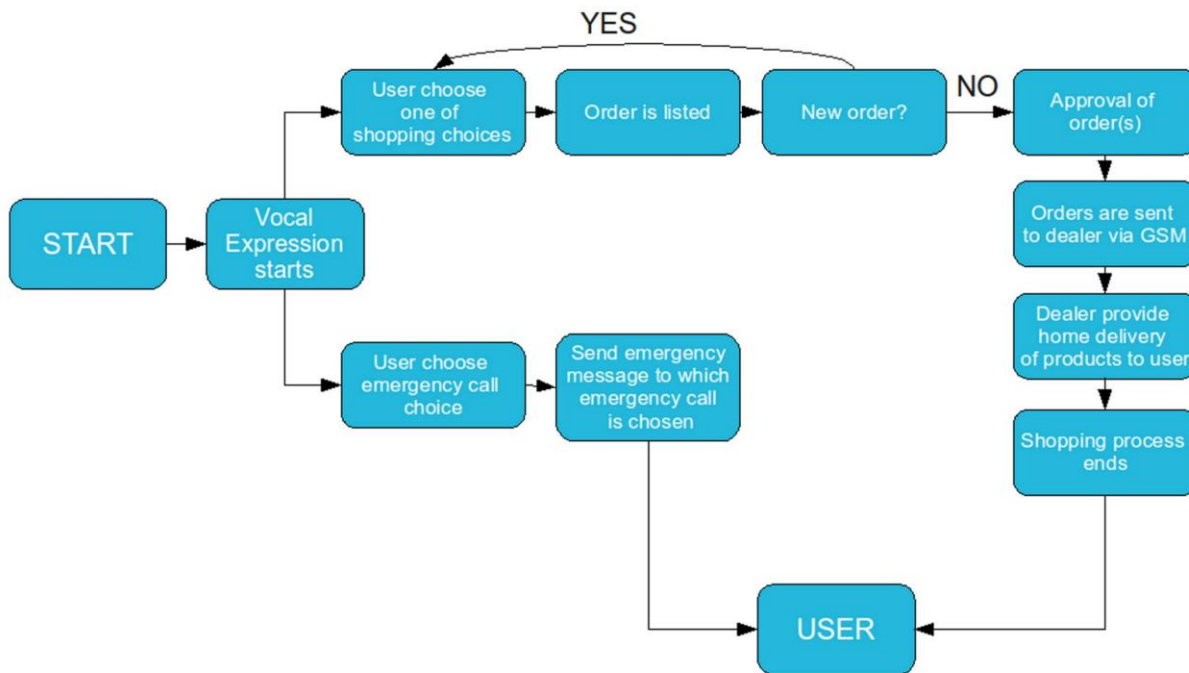 YES
User choose
one of
shopping choices
Order is listed
New order?
NO
Approval of
order(s)
START
Vocal
Expression
starts
Orders are sent
to dealer via GSM
Dealer provide
home delivery
of products to user
User choose
emergency call
choice
Send emergency
message to which
emergency call
is chosen
Shopping process
ends
USER